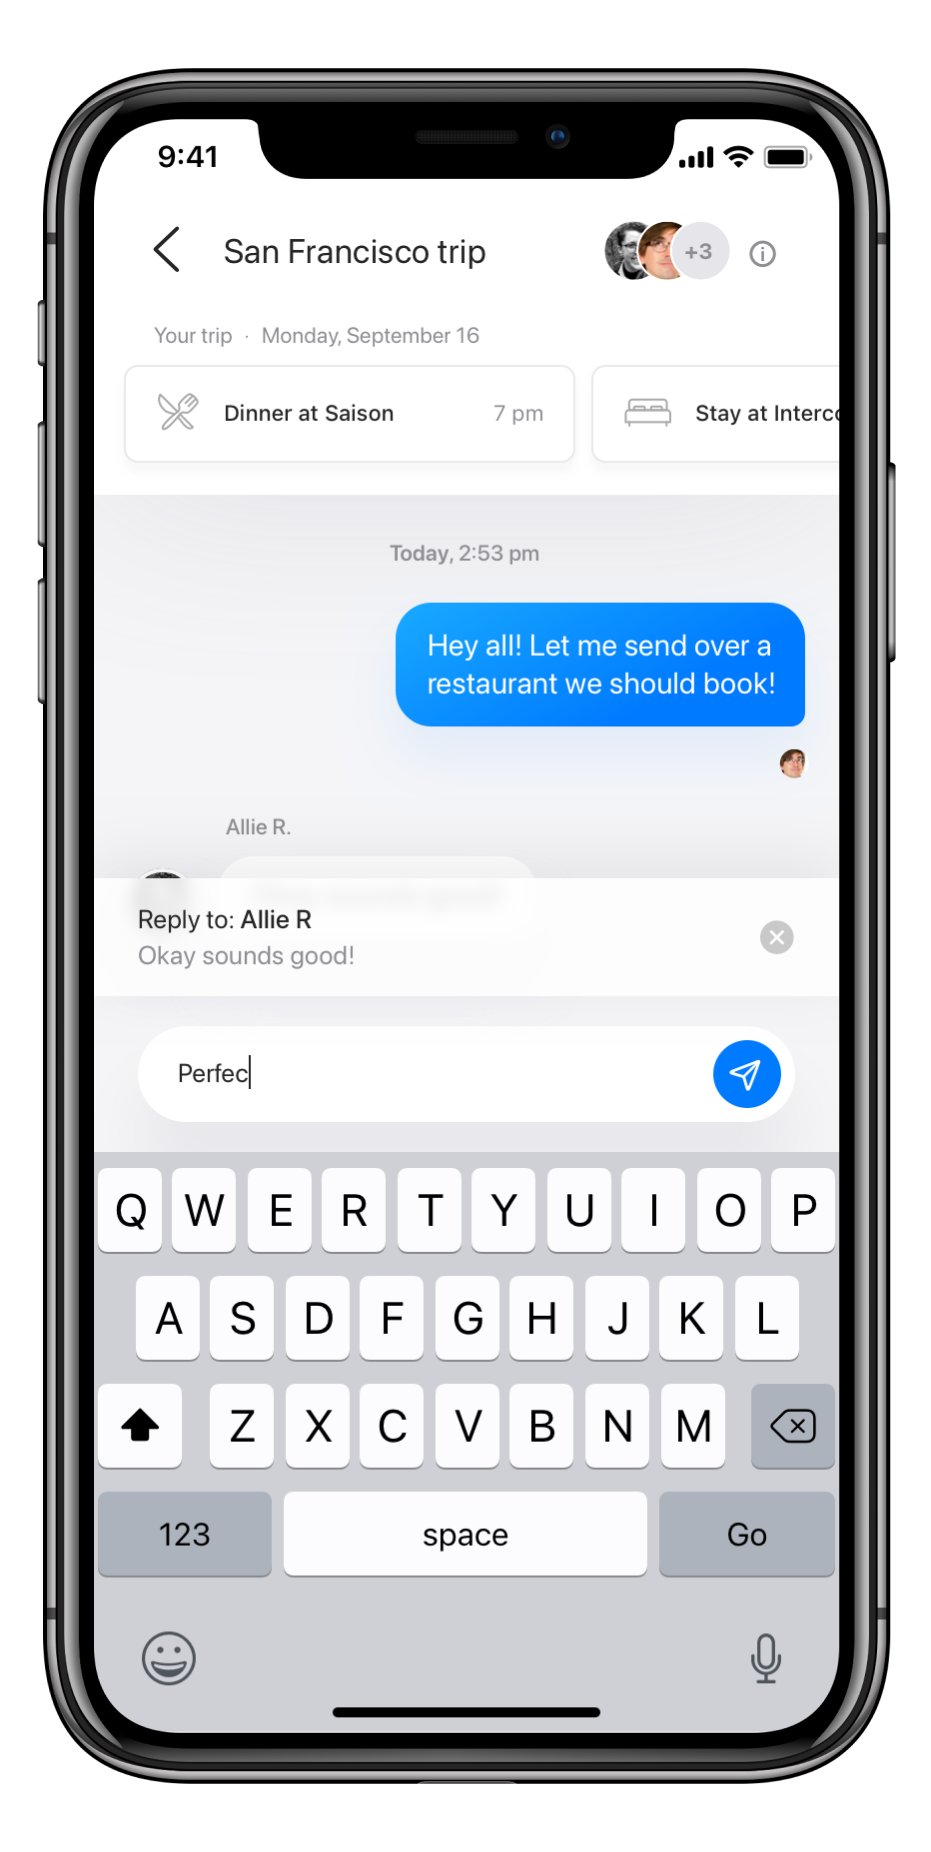 9:41
San Francisco trip
+3
Your trip · Monday, September 16
Dinner at Saison 7 pm
Stay at Interco
Today, 2:53 pm
Hey all! Let me send over a
restaurant we should book!
Allie R.
Reply to: Allie R
Okay sounds good!
Perfec
Q W E R T Y U I O P
A S D F G H J K L
Z X C V B N M
123 space Go